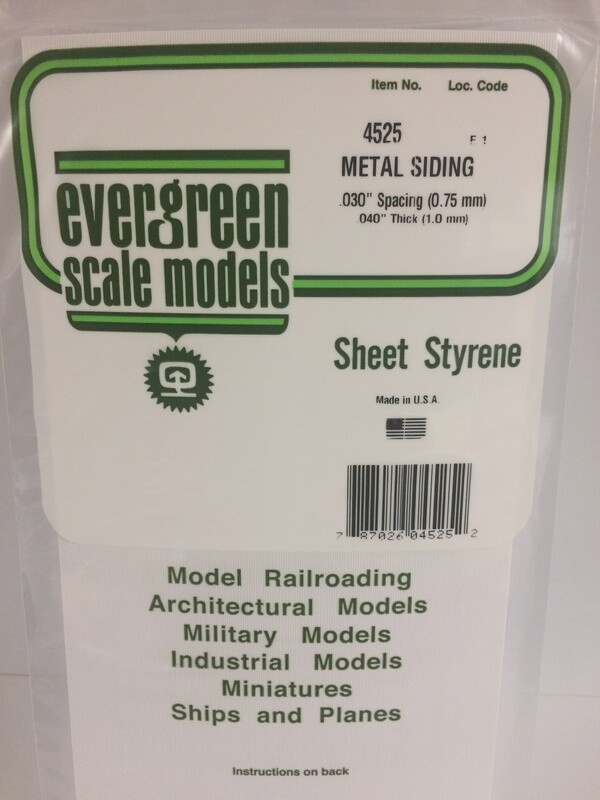 Item No. Loc. Code
4525 F 1
METAL SIDING
.030" Spacing (0.75 mm)
.040" Thick (1.0 mm)
evergreen
scale models
Sheet Styrene
Made in U.S.A.
7 87026 04525 2
Model Railroading
Architectural Models
Military Models
Industrial Models
Miniatures
Ships and Planes
Instructions on back